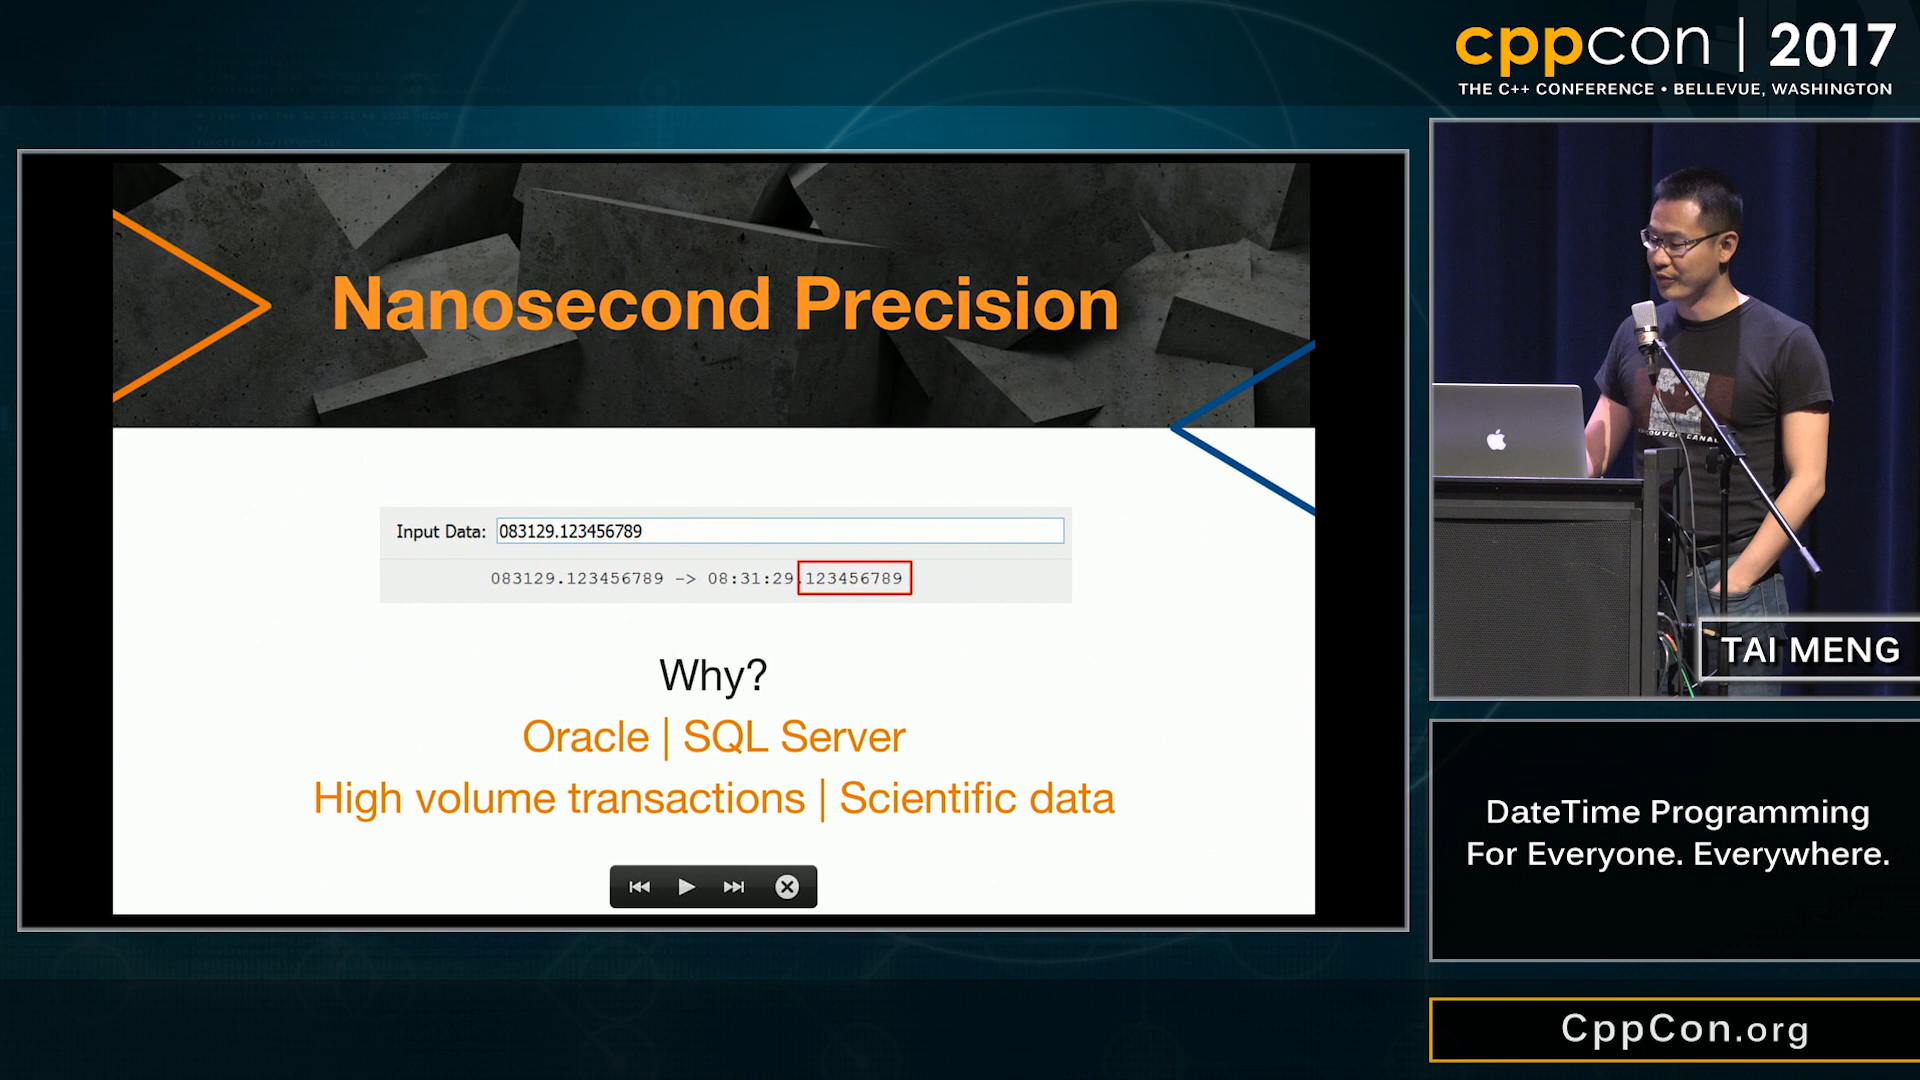 cppcon | 2017
THE C++ CONFERENCE • BELLEVUE, WASHINGTON
Nanosecond Precision
Input Data: 083129.123456789
083129.123456789 -> 08:31:29.123456789
Why?
Oracle | SQL Server
High volume transactions | Scientific data
TAI MENG
DateTime Programming
For Everyone. Everywhere.
CppCon.org